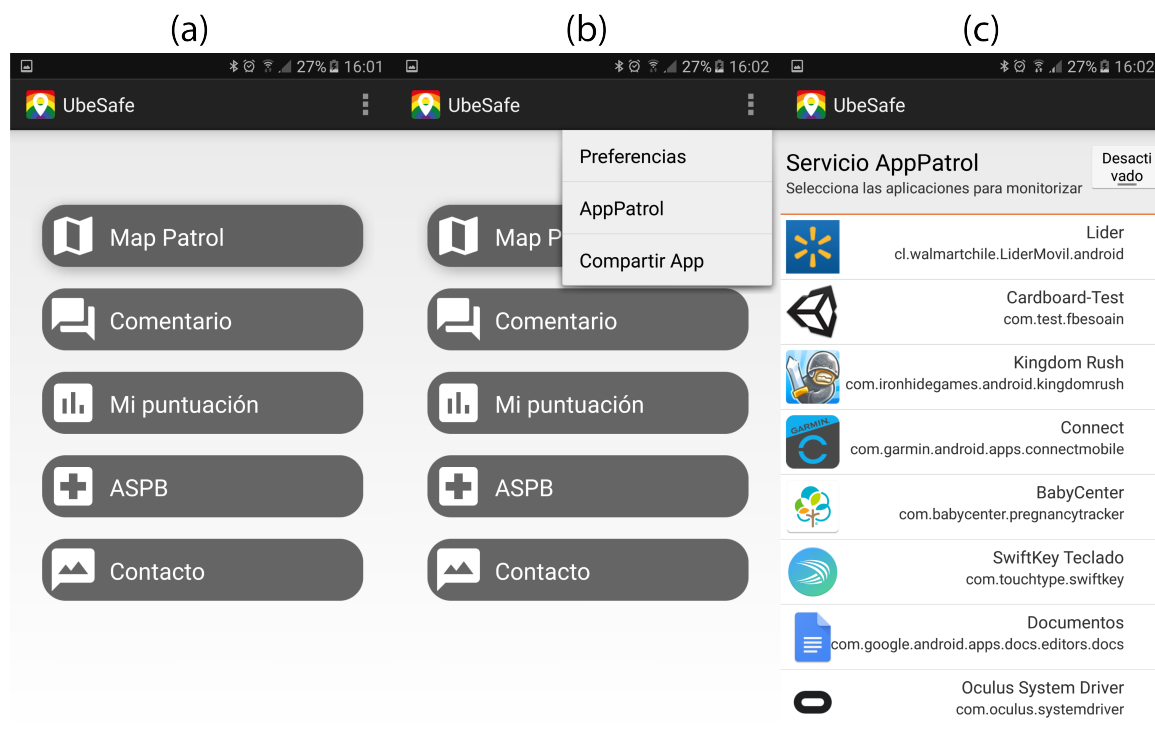 (a)
(b)
(c)
27% 16:01
UbeSafe
Map Patrol
Comentario
Mi puntuación
ASPB
Contacto
27% 16:02
UbeSafe
Preferencias
AppPatrol
Compartir App
Map P
Comentario
Mi puntuación
ASPB
Contacto
27% 16:02
UbeSafe
Servicio AppPatrol
Selecciona las aplicaciones para monitorizar
Desacti
vado
Lider
cl.walmartchile.LiderMovil.android
Cardboard-Test
com.test.fbesoain
Kingdom Rush
com.ironhidegames.android.kingdomrush
GARMIN
Connect
com.garmin.android.apps.connectmobile
BabyCenter
com.babycenter.pregnancytracker
SwiftKey Teclado
com.touchtype.swiftkey
Documentos
com.google.android.apps.docs.editors.docs
Oculus System Driver
com.oculus.systemdriver